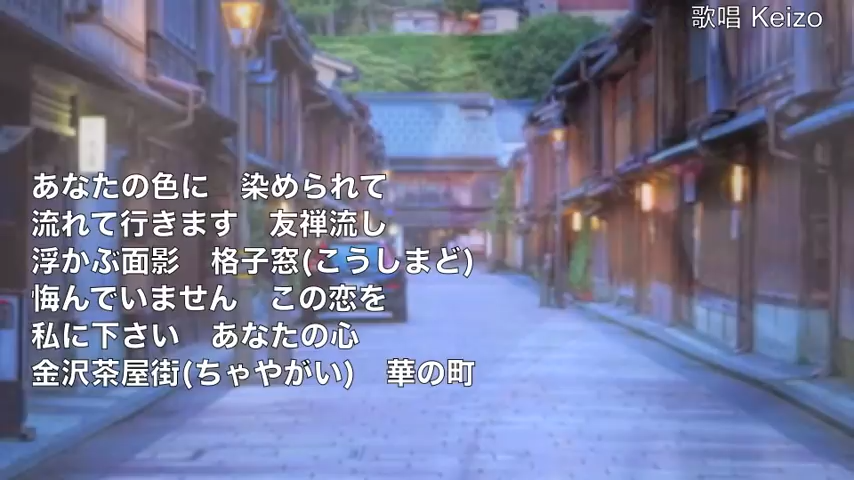 歌唱 Keizo
あなたの色に　染められて
流れて行きます　友禅流し
浮かぶ面影　格子窓(こうしまど)
悔んでいません　この恋を
私に下さい　あなたの心
金沢茶屋街(ちゃやがい)　華の町